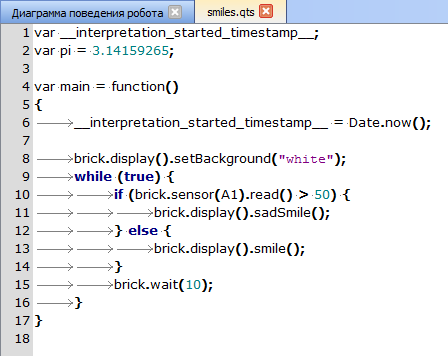 Диаграмма поведения робота smiles.qts
1 var __interpretation_started_timestamp__;
2 var pi = 3.14159265;
3
4 var main = function()
5 {
6 __interpretation_started_timestamp__ = Date.now();
7
8 brick.display().setBackground("white");
9 while (true) {
10 if (brick.sensor(A1).read() > 50) {
11 brick.display().sadSmile();
12 } else {
13 brick.display().smile();
14 }
15 brick.wait(10);
16 }
17 }
18